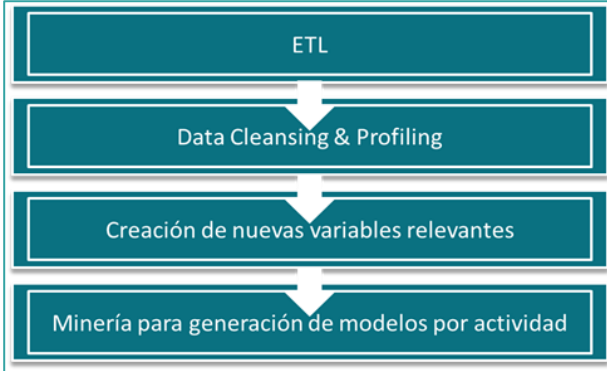 ETL
Data Cleansing & Profiling
Creación de nuevas variables relevantes
Minería para generación de modelos por actividad